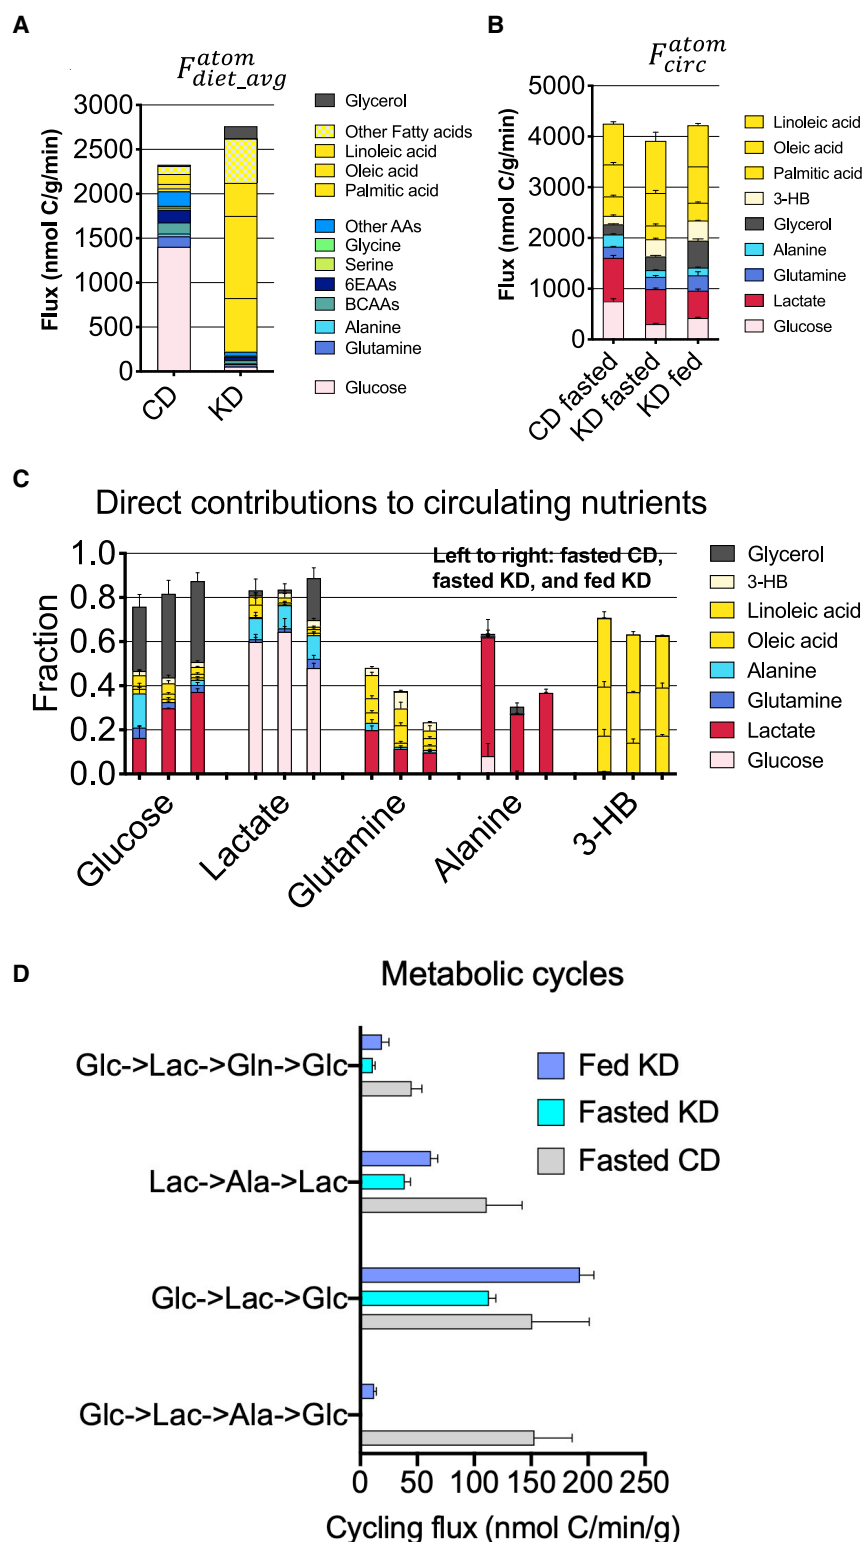 A
F^{atom}_{diet_avg}
Flux (nmol C/g/min)
3000
2500
2000
1500
1000
500
0
CD
KD
Glycerol
Other Fatty acids
Linoleic acid
Oleic acid
Palmitic acid
Other AAs
Glycine
Serine
6EAAs
BCAAs
Alanine
Glutamine
Glucose
B
F^{atom}_{circ}
Flux (nmol C/g/min)
5000
4000
3000
2000
1000
0
CD fasted
KD fasted
KD fed
Linoleic acid
Oleic acid
Palmitic acid
3-HB
Glycerol
Alanine
Glutamine
Lactate
Glucose
C
Direct contributions to circulating nutrients
Left to right: fasted CD,
fasted KD, and fed KD
Fraction
1.0
0.8
0.6
0.4
0.2
0.0
Glucose
Lactate
Glutamine
Alanine
3-HB
Glycerol
3-HB
Linoleic acid
Oleic acid
Alanine
Glutamine
Lactate
Glucose
D
Metabolic cycles
Glc->Lac->Gln->Glc
Lac->Ala->Lac
Glc->Lac->Glc
Glc->Lac->Ala->Glc
Fed KD
Fasted KD
Fasted CD
0 50 100 150 200 250
Cycling flux (nmol C/min/g)